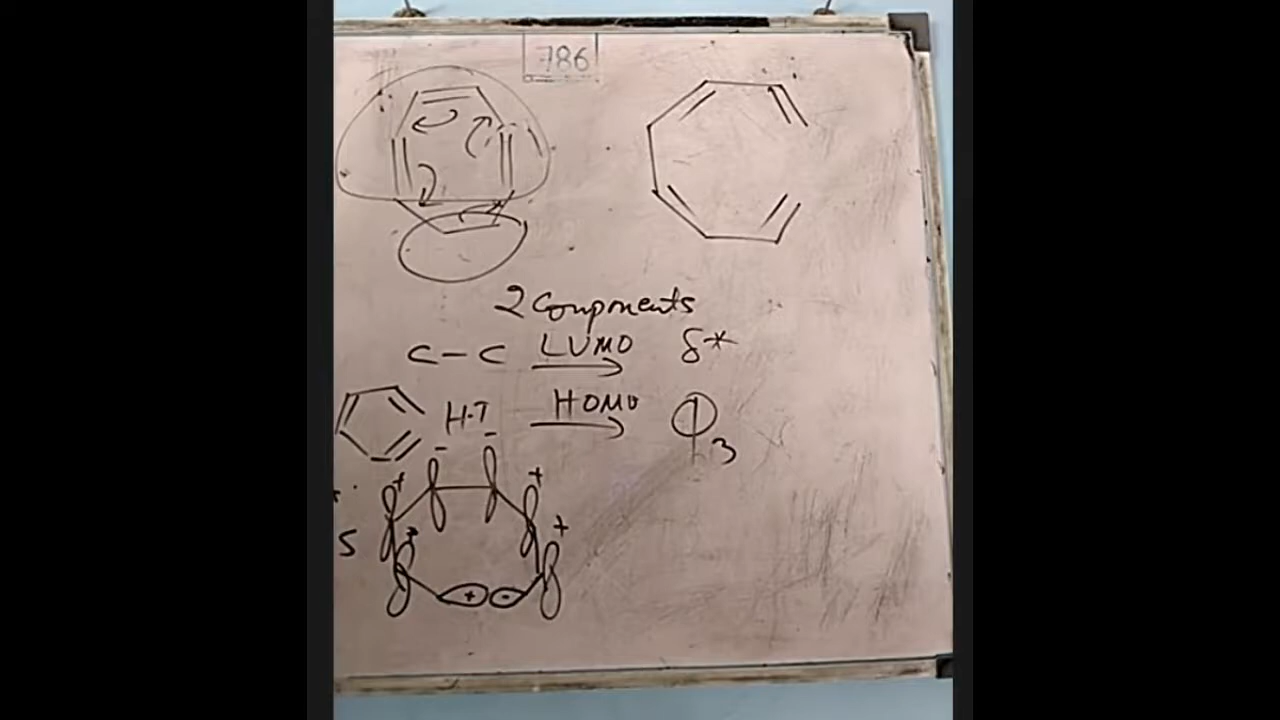 786
2 Components
C-C LUMO δ*
H.T HOMO Φ3
- -
+ +
+
S
+ -